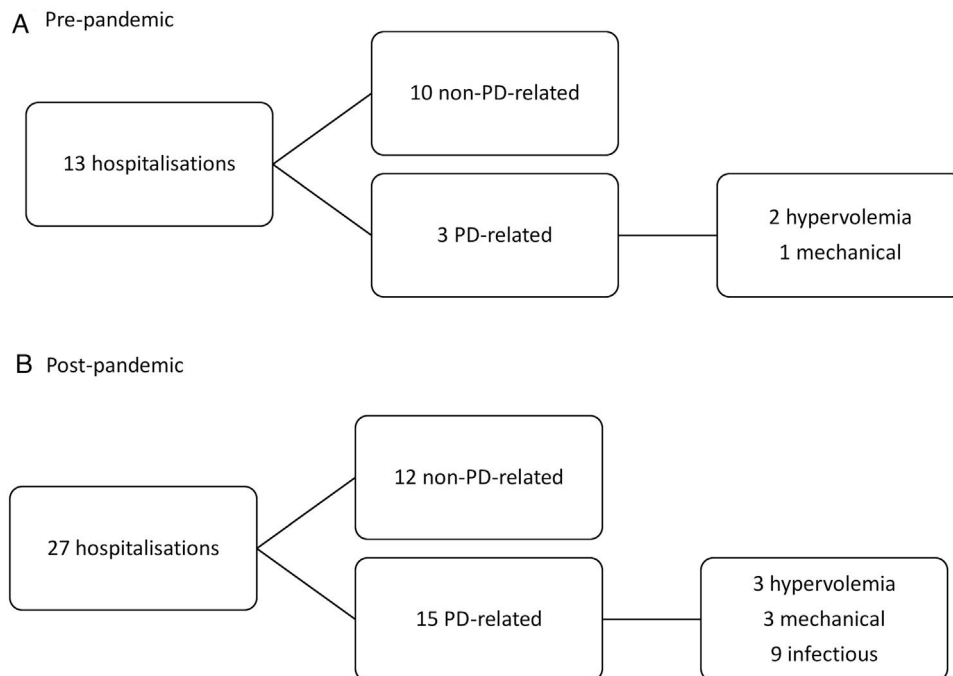 A Pre-pandemic
10 non-PD-related
13 hospitalisations
3 PD-related
2 hypervolemia
1 mechanical
B Post-pandemic
12 non-PD-related
27 hospitalisations
15 PD-related
3 hypervolemia
3 mechanical
9 infectious